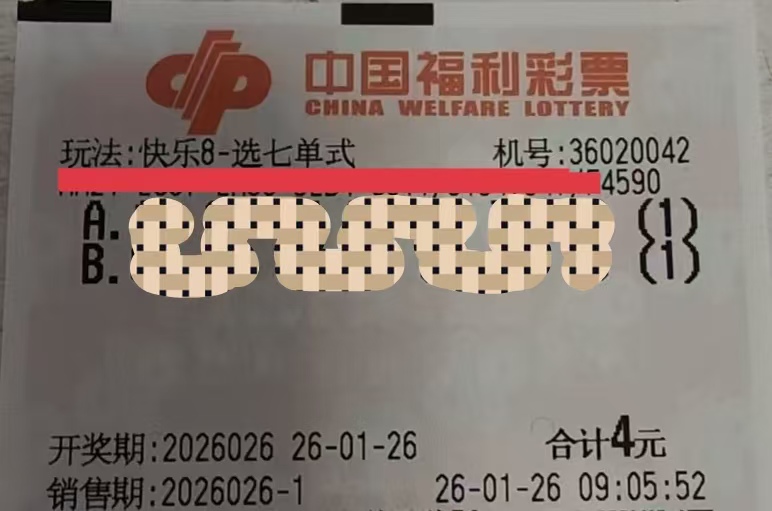 中国福利彩票
CHINA WELFARE LOTTERY
玩法:快乐8-选七单式 机号:36020042
4590
A. (1)
B. (1)
开奖期:2026026 26-01-26 合计4元
销售期:2026026-1 26-01-26 09:05:52